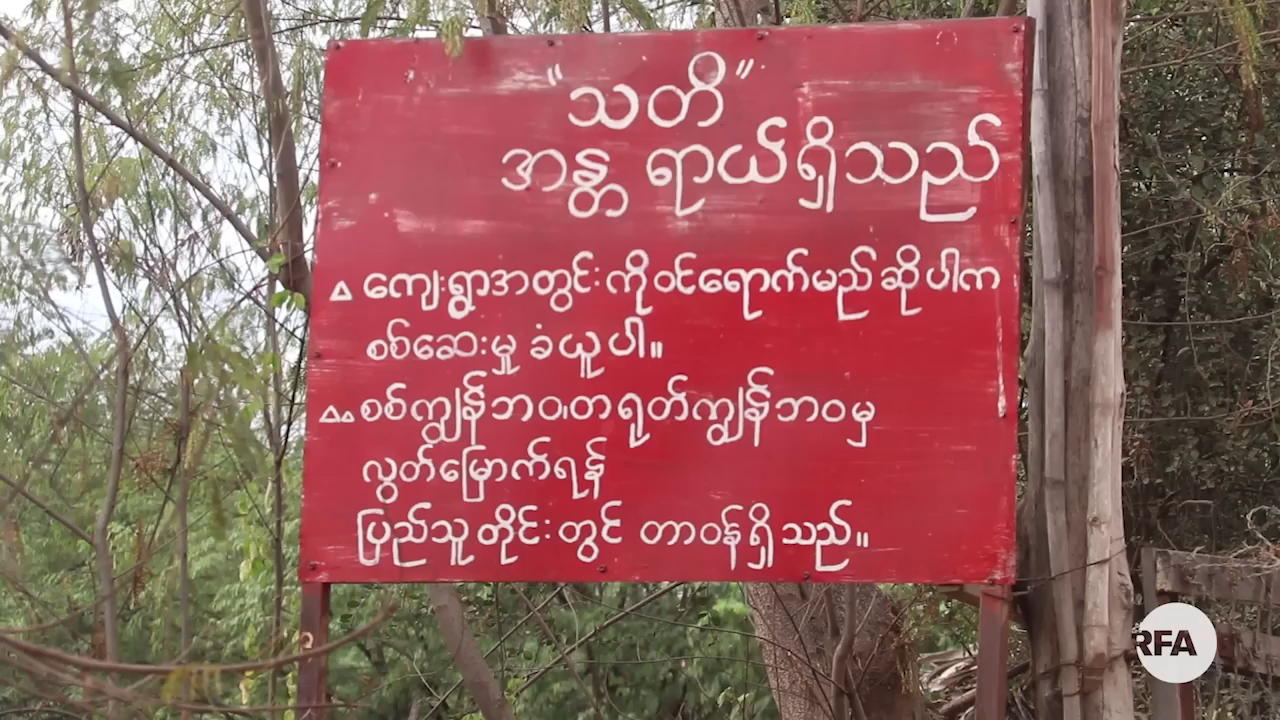 "သတိ"
အန္တ ရာယ်ရှိသည်
△ ကျေးရွာအတွင်းကိုဝင်ရောက်မည်ဆိုပါက
စစ်ဆေးမှု ခံယူပါ။
△△ စစ်ကျွန်ဘဝ၊တရုတ်ကျွန်ဘဝမှ
လွတ်မြောက်ရန်
ပြည်သူတိုင်းတွင် တာဝန်ရှိသည်။
RFA